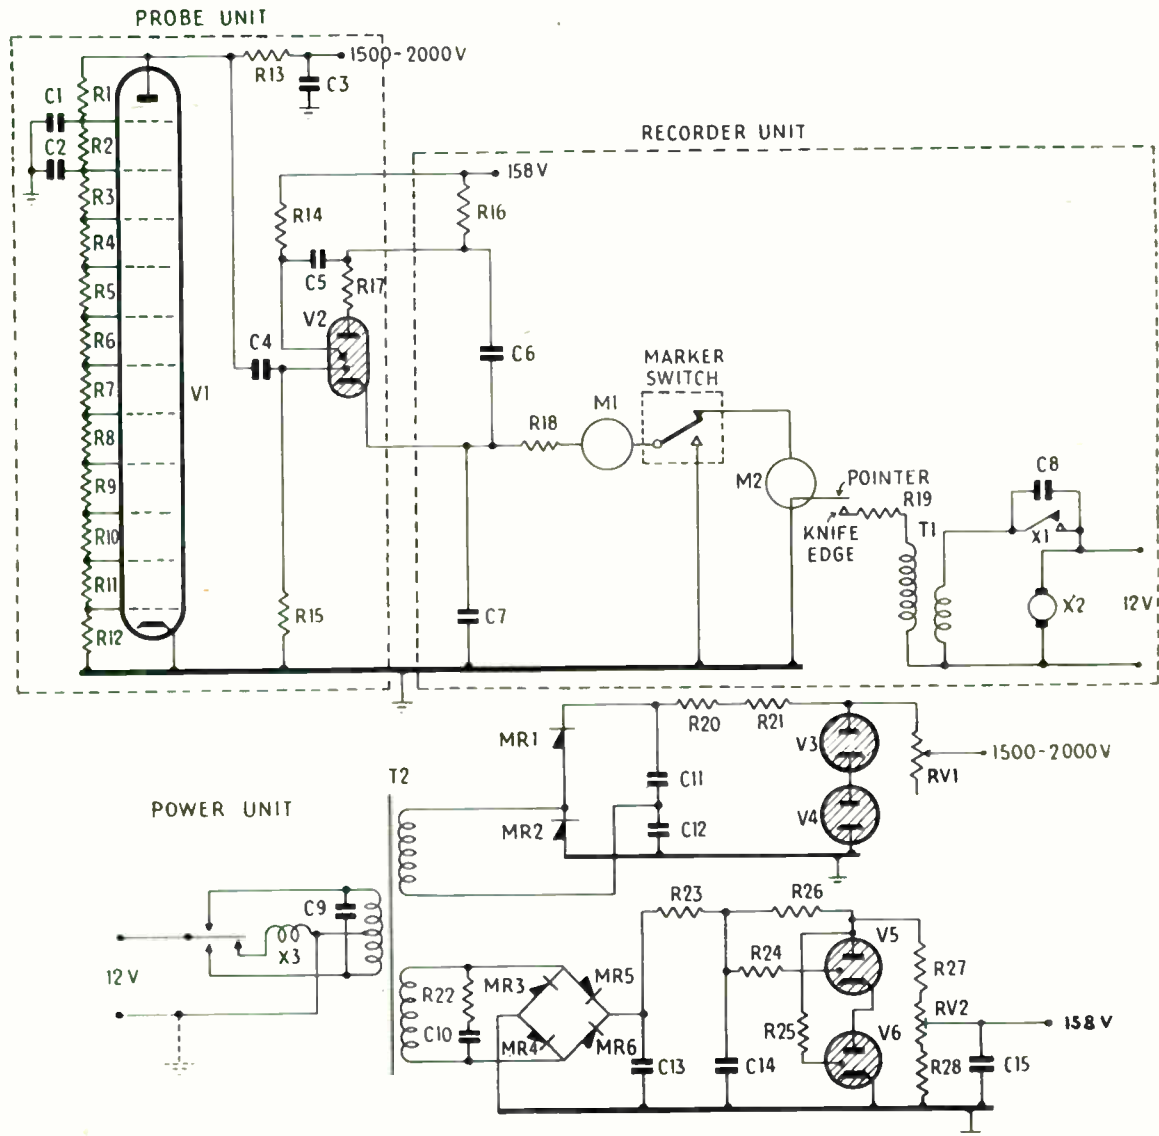 PROBE UNIT
1500-2000V
R13
C3
C1
R1
C2
R2
R3
R4
R5
R6
R7
R8
R9
R10
R11
R12
V1
RECORDER UNIT
158V
R14
R16
C5
R17
V2
C4
C6
R15
C7
R18
M1
MARKER
SWITCH
M2
POINTER
R19
KNIFE
EDGE
T1
C8
X1
X2
12V
POWER UNIT
T2
MR1
MR2
C11
C12
R20
R21
V3
V4
RV1
1500-2000V
12V
X3
C9
R22
C10
MR3
MR5
MR4
MR6
R23
C13
R24
R26
R25
C14
V5
V6
R27
RV2
R28
158V
C15